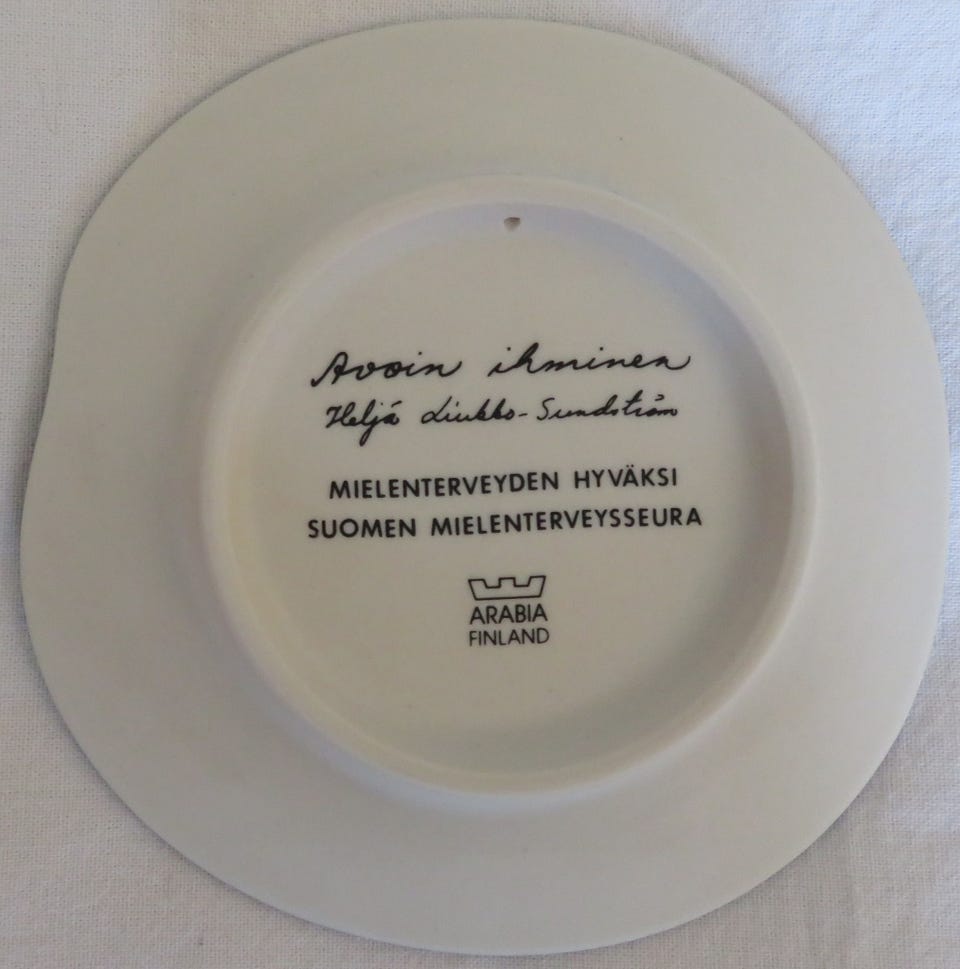 Avoin ihminen
Heljä Liukko-Sundström
MIELENTERVEYDEN HYVÄKSI
SUOMEN MIELENTERVEYSSEURA
ARABIA
FINLAND